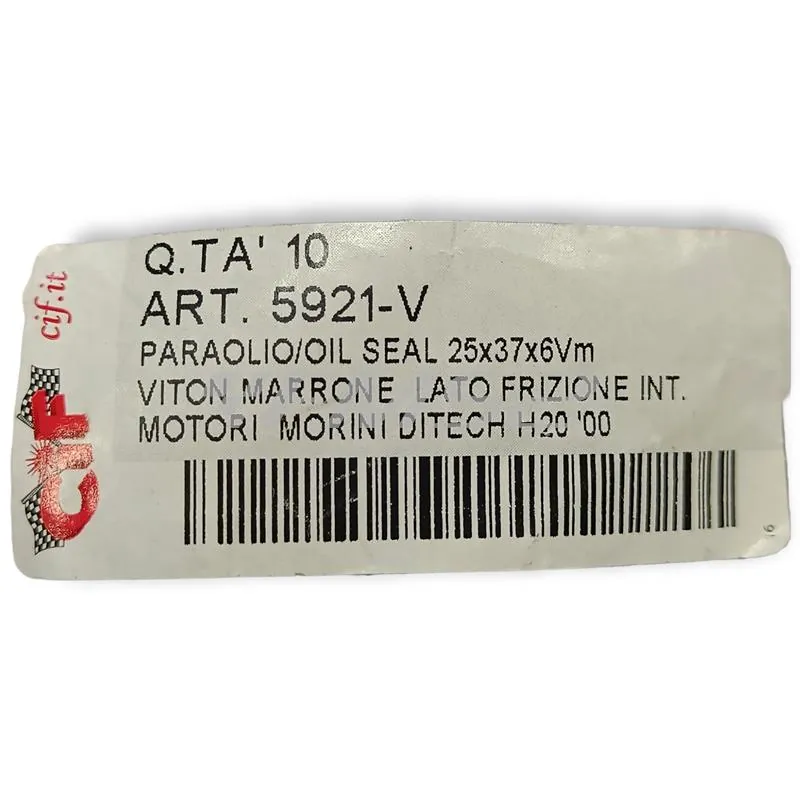 Q.TA' 10
ART. 5921-V
PARAOLIO/OIL SEAL 25x37x6Vm
VITON MARRONE LATO FRIZIONE INT.
MOTORI MORINI DITECH H20 '00
cif.it
CiF